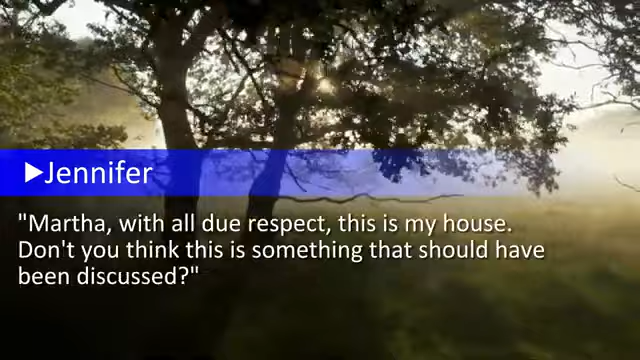 ▶Jennifer
"Martha, with all due respect, this is my house.
Don't you think this is something that should have
been discussed?"